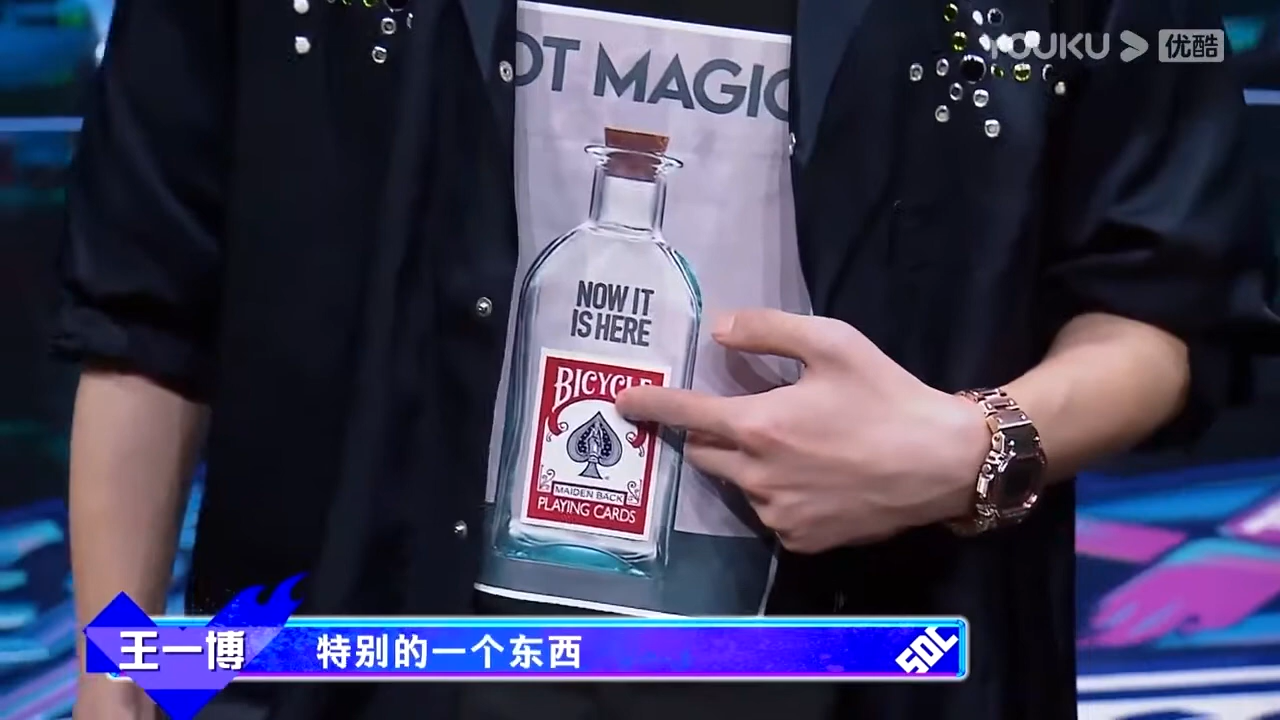 YOUKU 优酷
OT MAGIC
NOW IT
IS HERE
BICYCLE
MAIDEN BACK
PLAYING CARDS
王一博 特别的一个东西
SDC